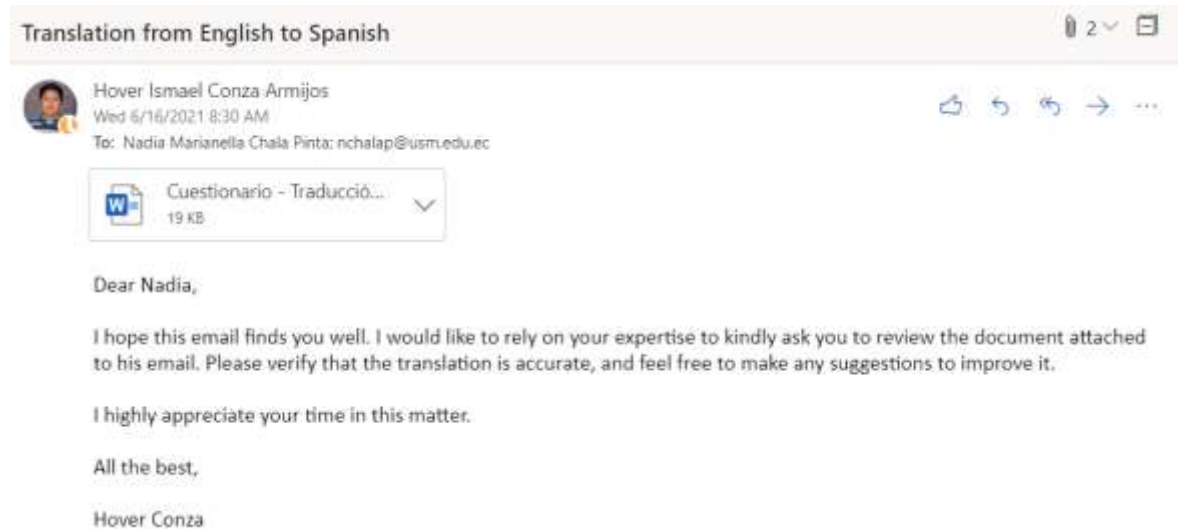 Translation from English to Spanish
2
Hover Ismael Conza Armijos
Wed 6/16/2021 8:30 AM
To: Nadia Marianella Chala Pinta; nchalap@usm.edu.ec
Cuestionario - Traducció...
19 KB
Dear Nadia,
I hope this email finds you well. I would like to rely on your expertise to kindly ask you to review the document attached
to his email. Please verify that the translation is accurate, and feel free to make any suggestions to improve it.
I highly appreciate your time in this matter.
All the best,
Hover Conza